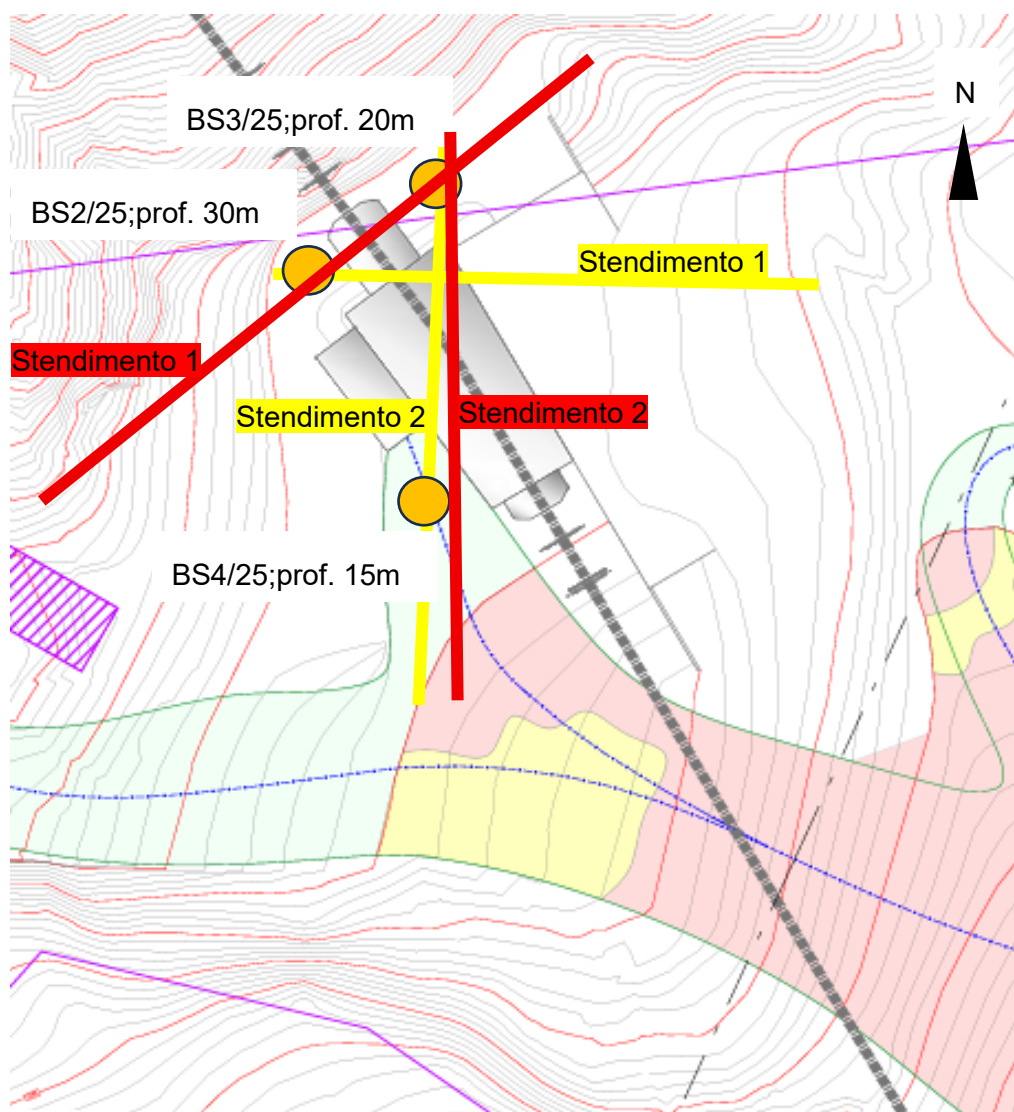 N
BS3/25;prof. 20m
BS2/25;prof. 30m
Stendimento 1
Stendimento 1
Stendimento 2
Stendimento 2
BS4/25;prof. 15m